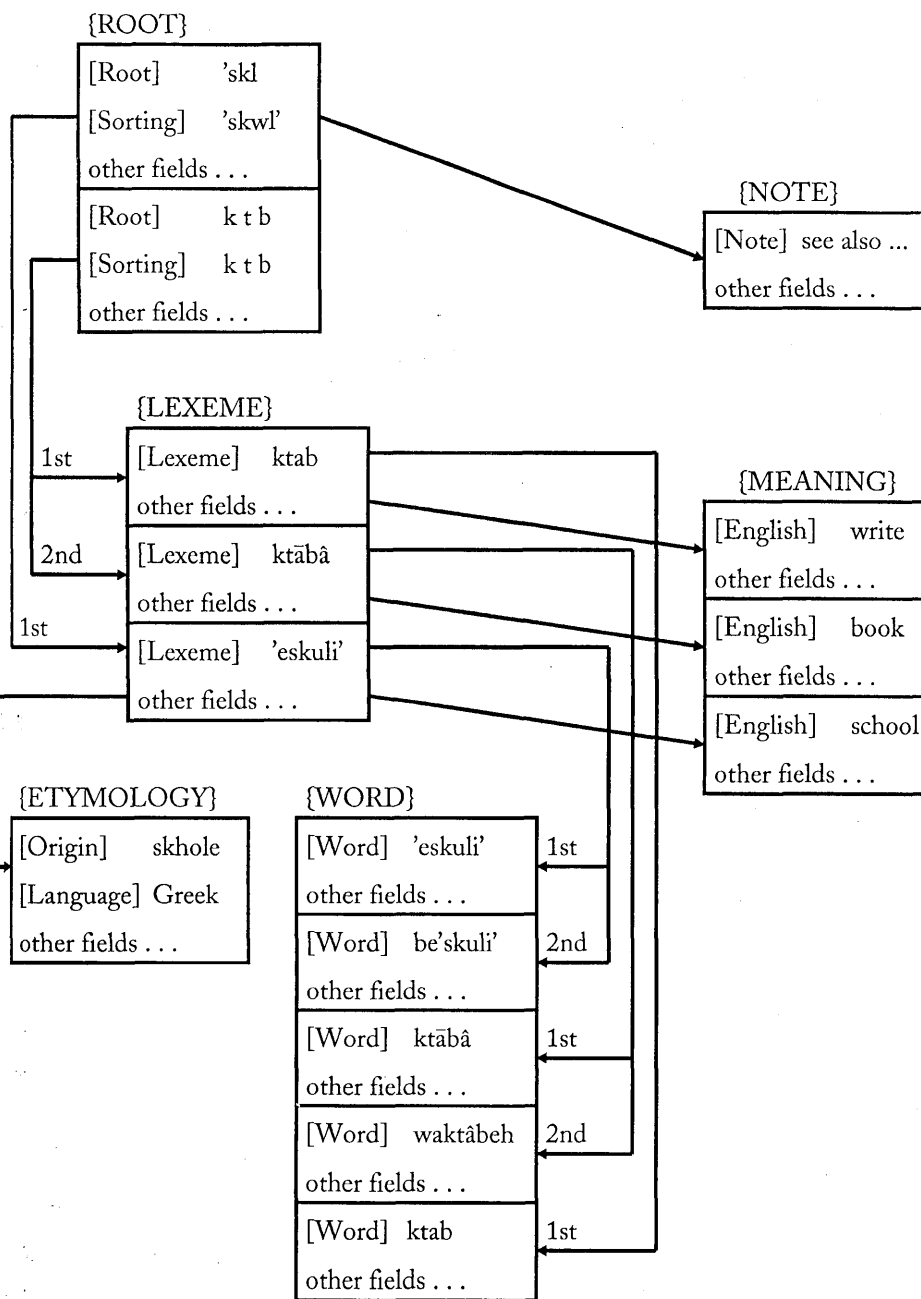 {ROOT}
[Root] 'skl
[Sorting] 'skwl'
other fields . . .
[Root] k t b
[Sorting] k t b
other fields . . .
{NOTE}
[Note] see also ...
other fields . . .
{LEXEME}
1st
[Lexeme] ktab
other fields . . .
2nd
[Lexeme] ktābâ
other fields . . .
1st
[Lexeme] 'eskuli'
other fields . . .
{MEANING}
[English] write
other fields . . .
[English] book
other fields . . .
[English] school
other fields . . .
{ETYMOLOGY}
[Origin] skhole
[Language] Greek
other fields . . .
{WORD}
[Word] 'eskuli' 1st
other fields . . .
[Word] be'skuli' 2nd
other fields . . .
[Word] ktābâ 1st
other fields . . .
[Word] waktâbeh 2nd
other fields . . .
[Word] ktab 1st
other fields . . .